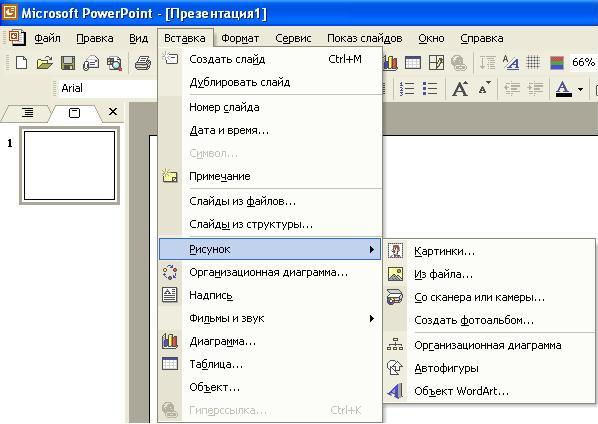 Microsoft PowerPoint - [Презентация1]
Файл Правка Вид Вставка Формат Сервис Показ слайдов Окно Справка
66%
Arial
1
Создать слайд Ctrl+M
Дублировать слайд
Номер слайда
Дата и время...
Символ...
Примечание
Слайды из файлов...
Слайды из структуры...
Рисунок
Организационная диаграмма...
Надпись
Фильмы и звук
Диаграмма...
Таблица...
Объект...
Гиперссылка... Ctrl+K
Картинки...
Из файла...
Со сканера или камеры...
Создать фотоальбом...
Организационная диаграмма
Автофигуры
Объект WordArt...